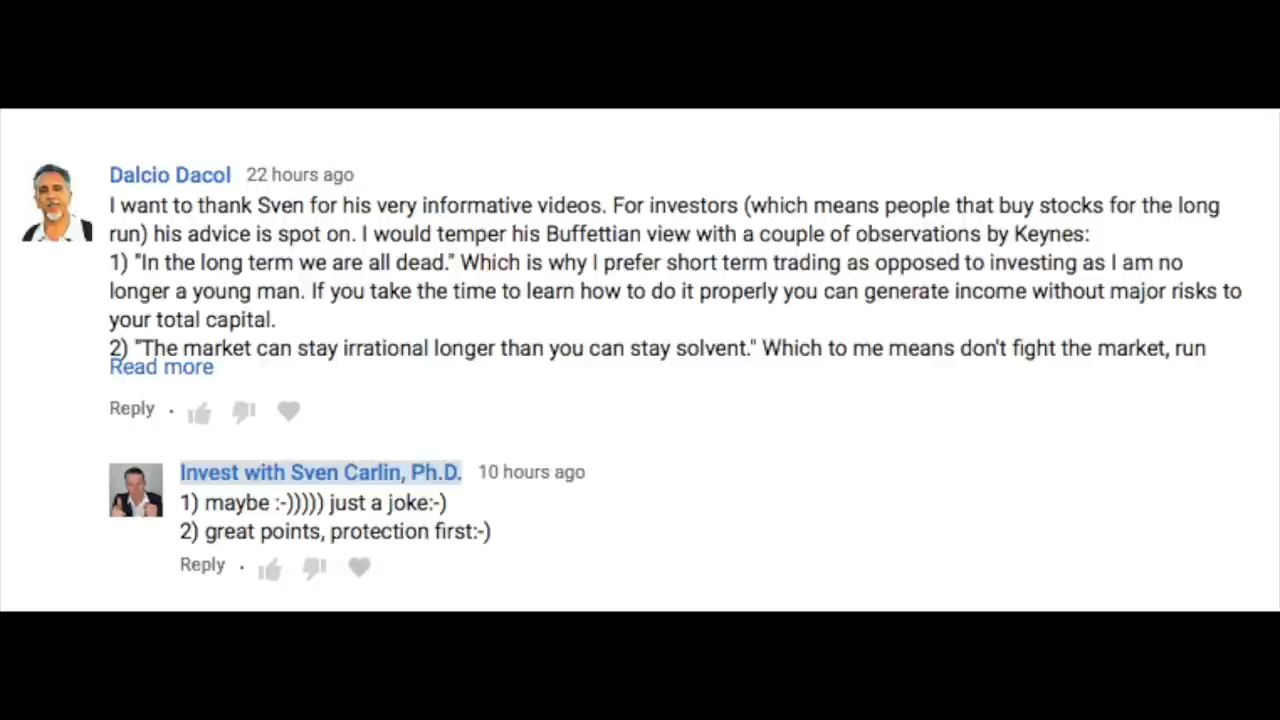 Dalcio Dacol 22 hours ago
I want to thank Sven for his very informative videos. For investors (which means people that buy stocks for the long
run) his advice is spot on. I would temper his Buffettian view with a couple of observations by Keynes:
1) "In the long term we are all dead." Which is why I prefer short term trading as opposed to investing as I am no
longer a young man. If you take the time to learn how to do it properly you can generate income without major risks to
your total capital.
2) "The market can stay irrational longer than you can stay solvent." Which to me means don't fight the market, run
Read more
Reply ·
Invest with Sven Carlin, Ph.D. 10 hours ago
1) maybe :-))))) just a joke:-)
2) great points, protection first:-)
Reply ·